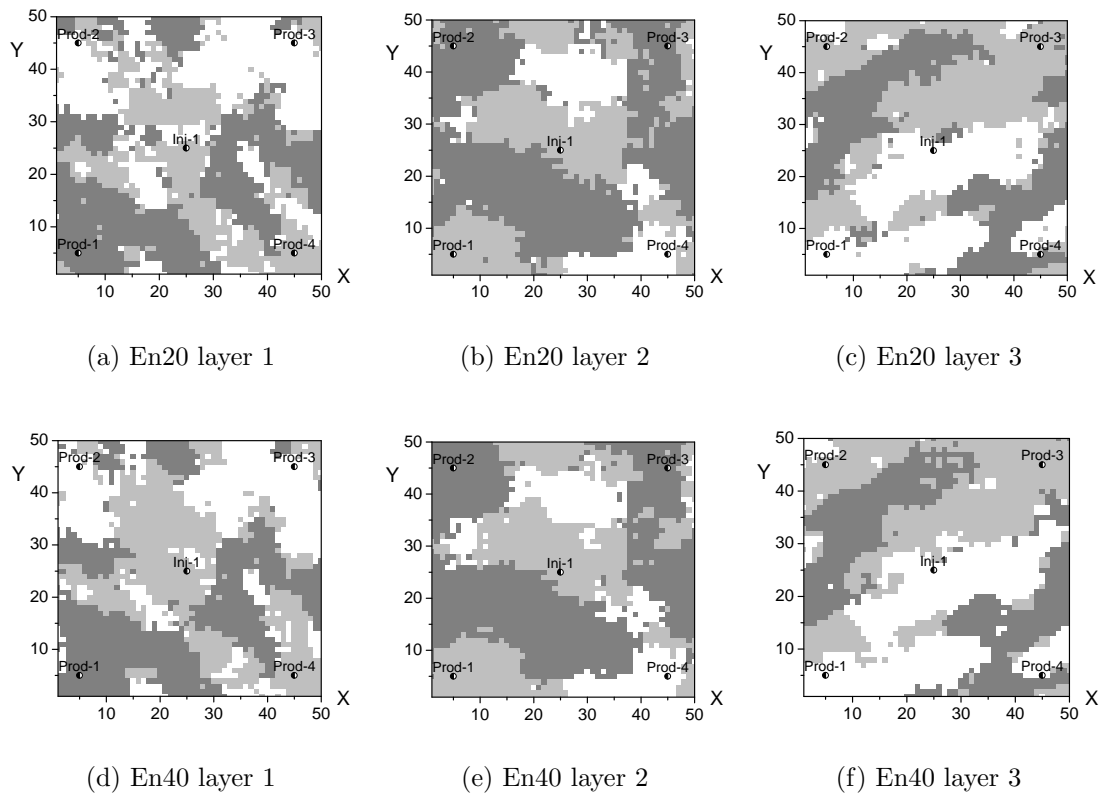 50
Prod-2
Prod-3
Y
40
30
Inj-1
20
10
Prod-1
Prod-4
10
20
30
40
50
X
(a) En20 layer 1
50
Prod-2
Prod-3
Y
40
30
Inj-1
20
10
Prod-1
Prod-4
10
20
30
40
50
X
(b) En20 layer 2
50
Prod-2
Prod-3
Y
40
30
Inj-1
20
10
Prod-1
Prod-4
10
20
30
40
50
X
(c) En20 layer 3
50
Prod-2
Prod-3
Y
40
30
Inj-1
20
10
Prod-1
Prod-4
10
20
30
40
50
X
(d) En40 layer 1
50
Prod-2
Prod-3
Y
40
30
Inj-1
20
10
Prod-1
Prod-4
10
20
30
40
50
X
(e) En40 layer 2
50
Prod-2
Prod-3
Y
40
30
Inj-1
20
10
Prod-1
Prod-4
10
20
30
40
50
X
(f) En40 layer 3